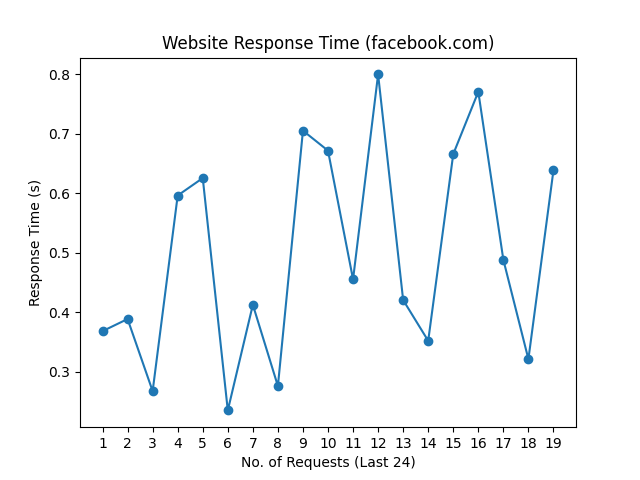 Website Response Time (facebook.com)
0.8
0.7
0.6
0.5
0.4
0.3
Response Time (s)
1 2 3 4 5 6 7 8 9 10 11 12 13 14 15 16 17 18 19
No. of Requests (Last 24)